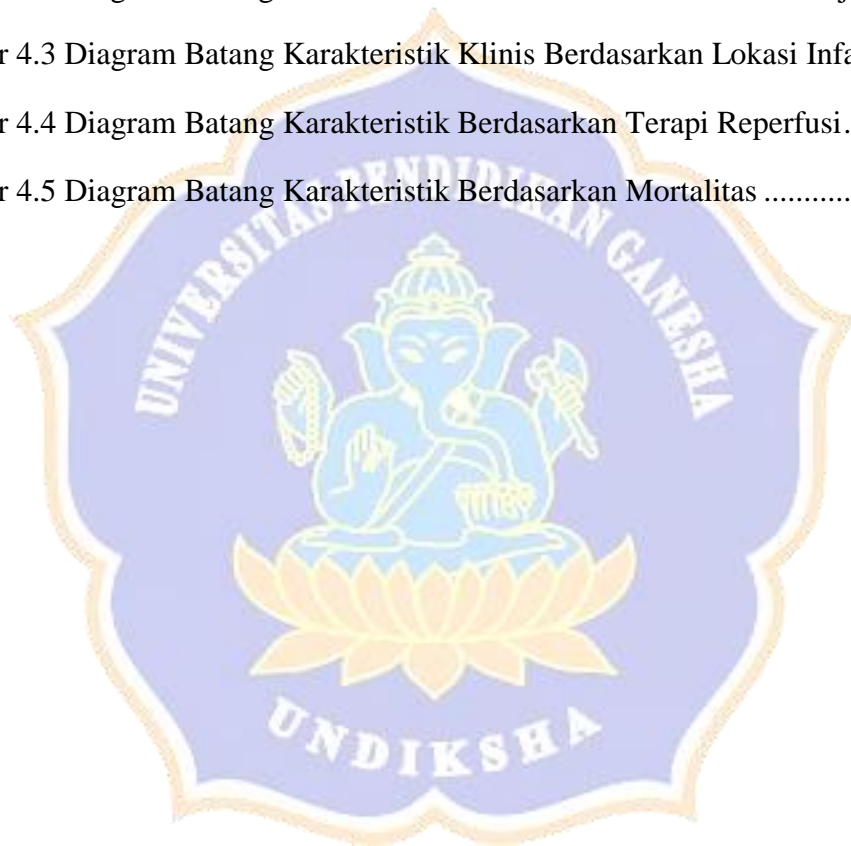 r 4.3 Diagram Batang Karakteristik Klinis Berdasarkan Lokasi Infa
r 4.4 Diagram Batang Karakteristik Berdasarkan Terapi Reperfusi.
r 4.5 Diagram Batang Karakteristik Berdasarkan Mortalitas ...........
UNIVERSITAS PENDIDIKAN GANESHA
UNDIKSHA